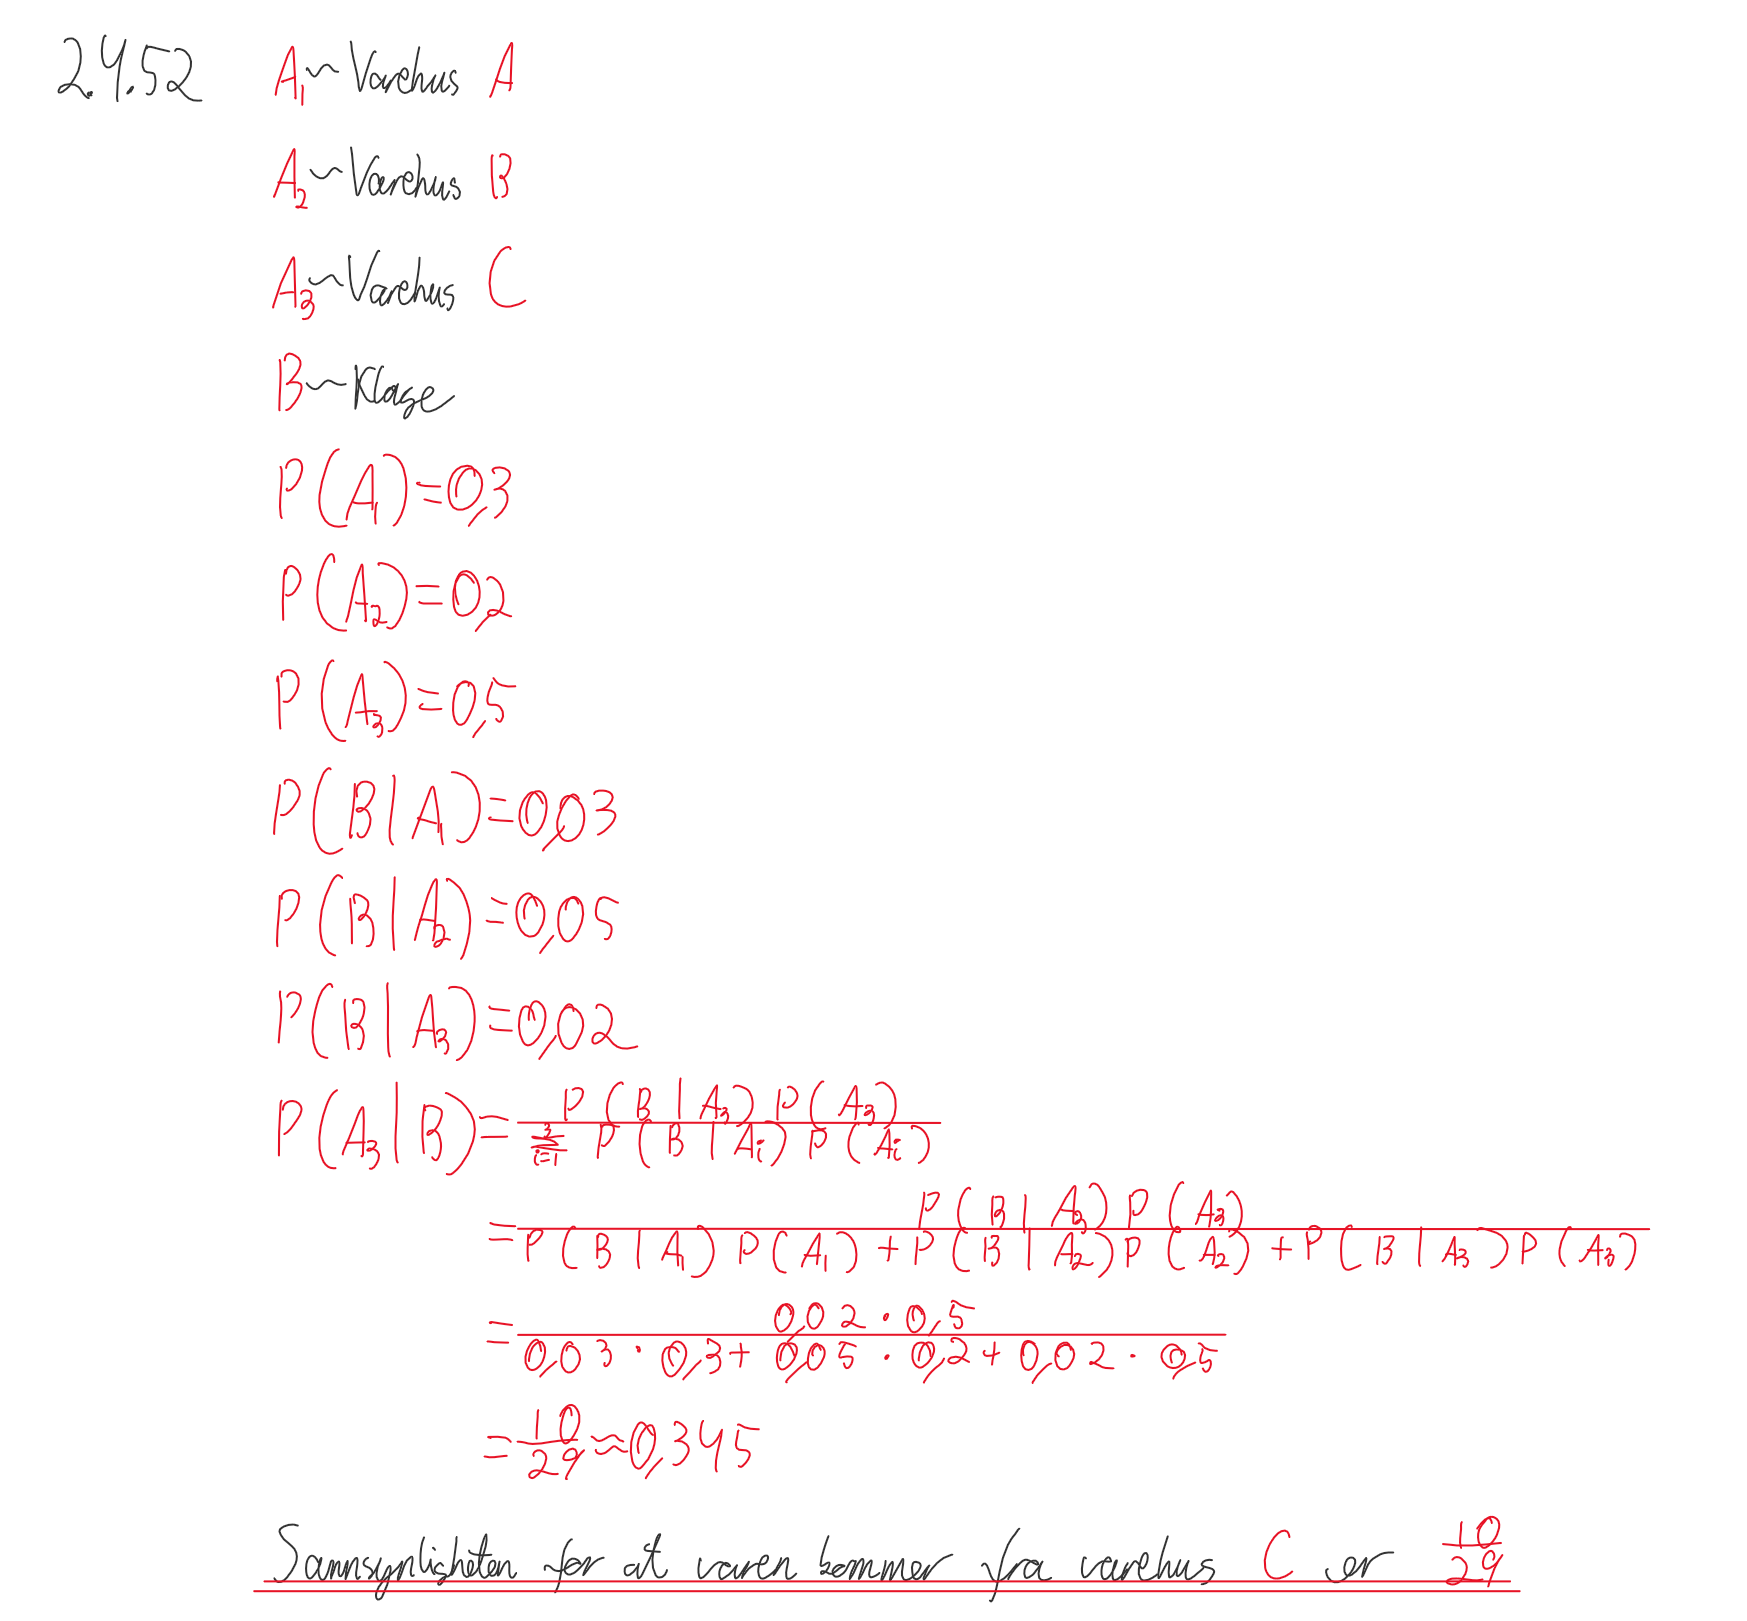 2.4.52 A₁ ~ Varehus A
A₂ ~ Varehus B
A₃ ~ Varehus C
B ~ Klage
P(A₁)=0,3
P(A₂)=0,2
P(A₃)=0,5
P(B|A₁)=0,03
P(B|A₂)=0,05
P(B|A₃)=0,02
P(A₃|B)= P(B|A₃)P(A₃) / ∑_{i=1}^{3} P(B|Aᵢ)P(Aᵢ)
= P(B|A₃)P(A₃) / P(B|A₁)P(A₁)+P(B|A₂)P(A₂)+P(B|A₃)P(A₃)
= 0,02 · 0,5 / 0,03 · 0,3 + 0,05 · 0,2 + 0,02 · 0,5
= 10/29 ≈ 0,345
Sannsynligheten for at varen kommer fra varehus C er 10/29